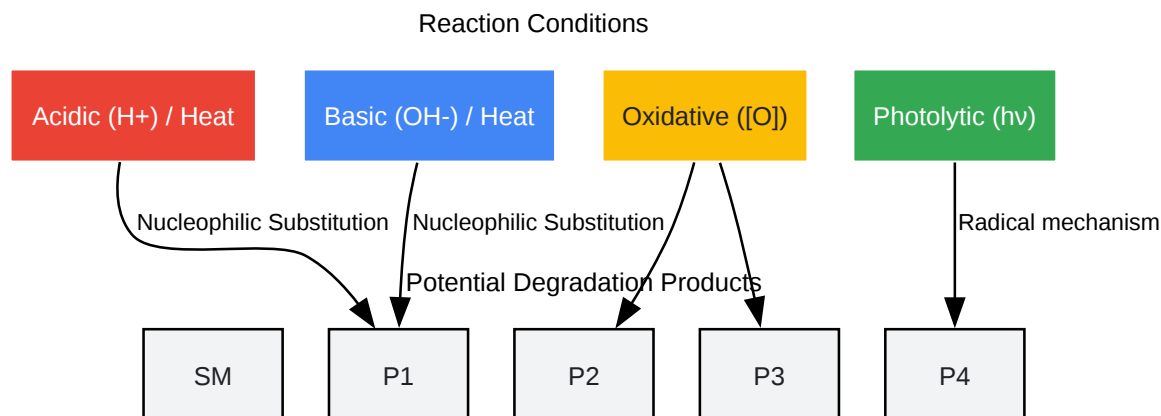 Reaction Conditions
Acidic (H+) / Heat
Basic (OH-) / Heat
Oxidative ([O])
Photolytic (hν)
Nucleophilic Substitution
Nucleophilic Substitution
Radical mechanism
Potential Degradation Products
SM
P1
P2
P3
P4